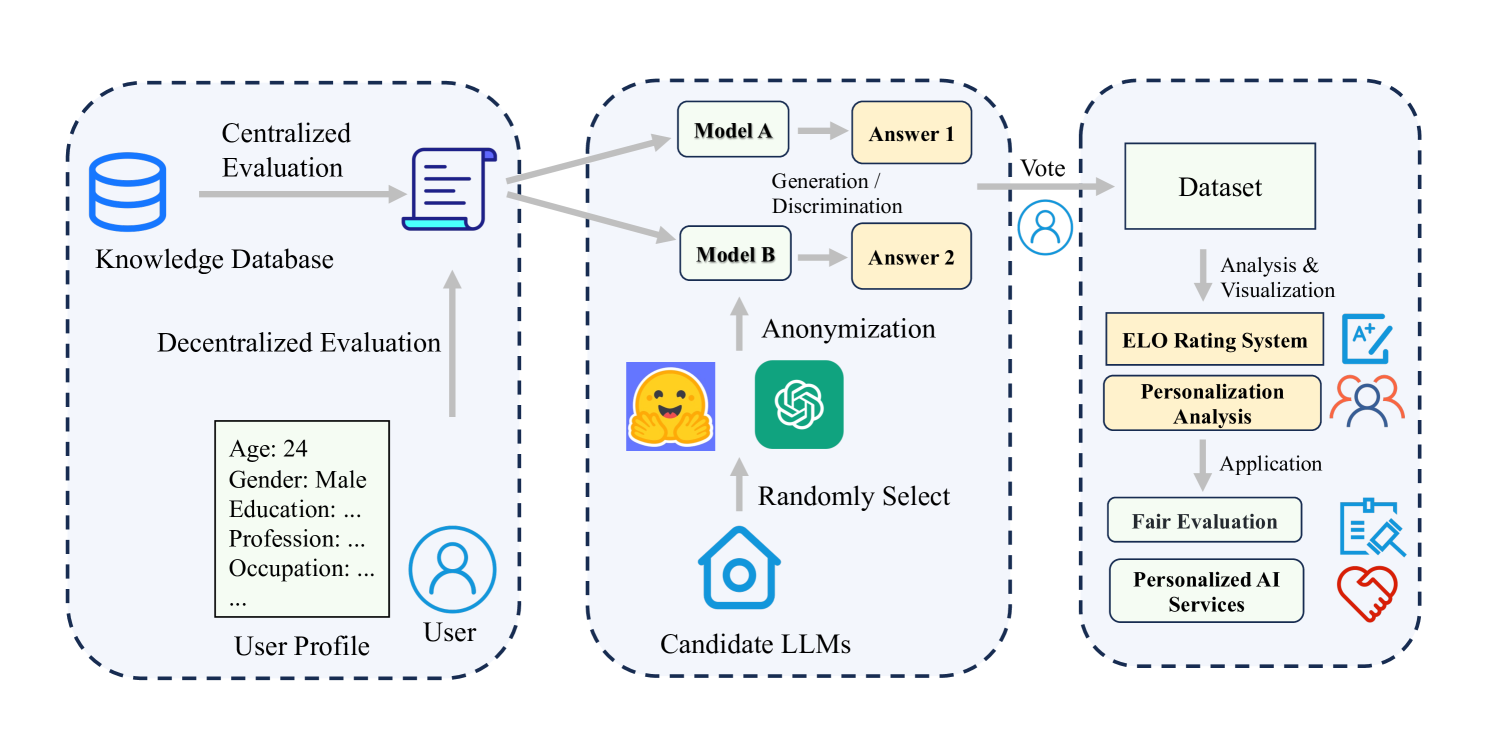 Centralized
Evaluation
Knowledge Database
Decentralized Evaluation
Age: 24
Gender: Male
Education: ...
Profession: ...
Occupation: ...
...
User Profile
User
Model A
Answer 1
Generation /
Discrimination
Model B
Answer 2
Anonymization
Randomly Select
Candidate LLMs
Vote
Dataset
Analysis &
Visualization
ELO Rating System
A+
Personalization
Analysis
Application
Fair Evaluation
Personalized AI
Services